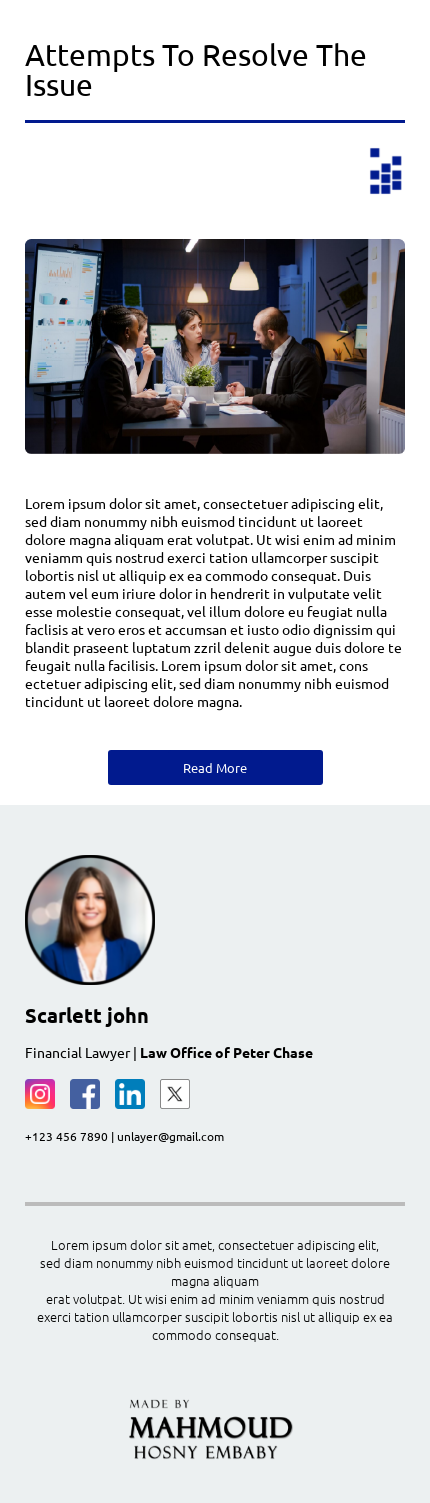 Attempts To Resolve The
Issue
Lorem ipsum dolor sit amet, consectetuer adipiscing elit,
sed diam nonummy nibh euismod tincidunt ut laoreet
dolore magna aliquam erat volutpat. Ut wisi enim ad minim
veniamm quis nostrud exerci tation ullamcorper suscipit
lobortis nisl ut alliquip ex ea commodo consequat. Duis
autem vel eum iriure dolor in hendrerit in vulputate velit
esse molestie consequat, vel illum dolore eu feugiat nulla
faclisis at vero eros et accumsan et iusto odio dignissim qui
blandit praseent luptatum zzril delenit augue duis dolore te
feugait nulla facilisis. Lorem ipsum dolor sit amet, cons
ectetuer adipiscing elit, sed diam nonummy nibh euismod
tincidunt ut laoreet dolore magna.
Read More
Scarlett john
Financial Lawyer | Law Office of Peter Chase
+123 456 7890 | unlayer@gmail.com
Lorem ipsum dolor sit amet, consectetuer adipiscing elit,
sed diam nonummy nibh euismod tincidunt ut laoreet dolore
magna aliquam
erat volutpat. Ut wisi enim ad minim veniamm quis nostrud
exerci tation ullamcorper suscipit lobortis nisl ut alliquip ex ea
commodo consequat.
MADE BY
MAHMOUD
HOSNY EMBABY